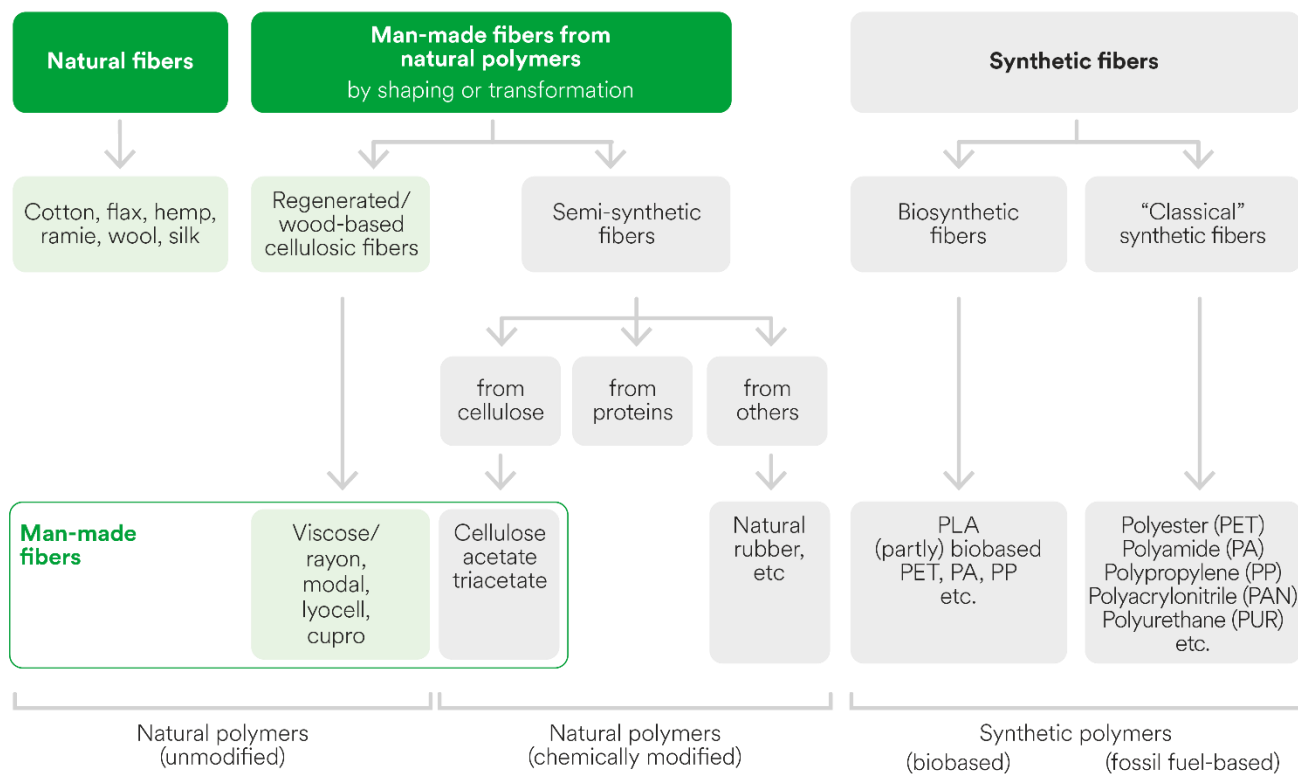 Natural fibers
Man-made fibers from
natural polymers
by shaping or transformation
Synthetic fibers
Cotton, flax, hemp,
ramie, wool, silk
Regenerated/
wood-based
cellulosic fibers
Semi-synthetic
fibers
Biosynthetic
fibers
“Classical”
synthetic fibers
from
cellulose
from
proteins
from
others
Man-made
fibers
Viscose/
rayon,
modal,
lyocell,
cupro
Cellulose
acetate
triacetate
Natural
rubber,
etc
PLA
(partly) biobased
PET, PA, PP
etc.
Polyester (PET)
Polyamide (PA)
Polypropylene (PP)
Polyacrylonitrile (PAN)
Polyurethane (PUR)
etc.
Natural polymers
(unmodified)
Natural polymers
(chemically modified)
Synthetic polymers
(biobased)
(fossil fuel-based)